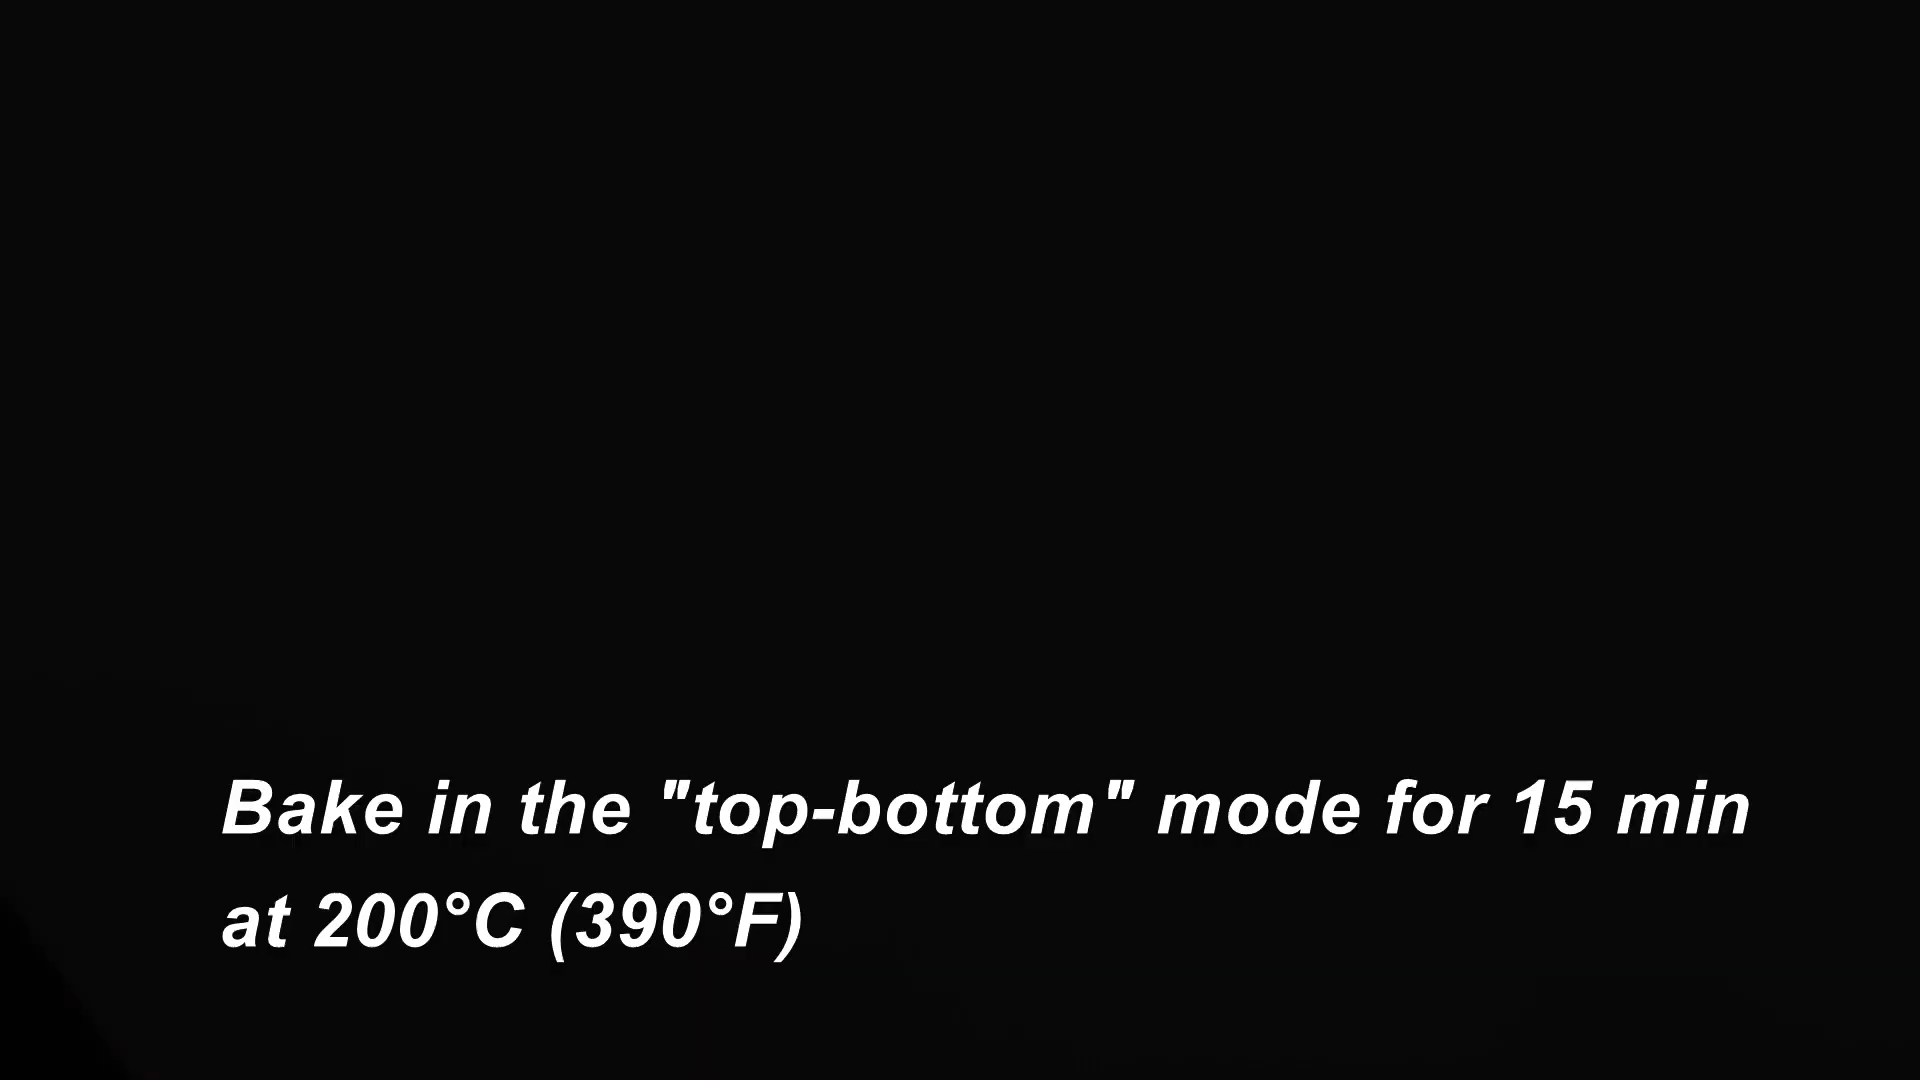 Bake in the "top-bottom" mode for 15 min
at 200°C (390°F)